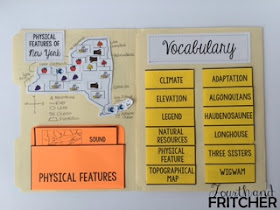 PHYSICAL
FEATURES OF
New York
SOUND
PHYSICAL FEATURES
Vocabulary
CLIMATE
ELEVATION
LEGEND
NATURAL
RESOURCES
PHYSICAL
FEATURE
TOPOGRAPHICAL
MAP
ADAPTATION
ALGONQUIANS
HAUDENOSAUNEE
LONGHOUSE
THREE SISTERS
WIGWAM
Fourth and
FRITCHER